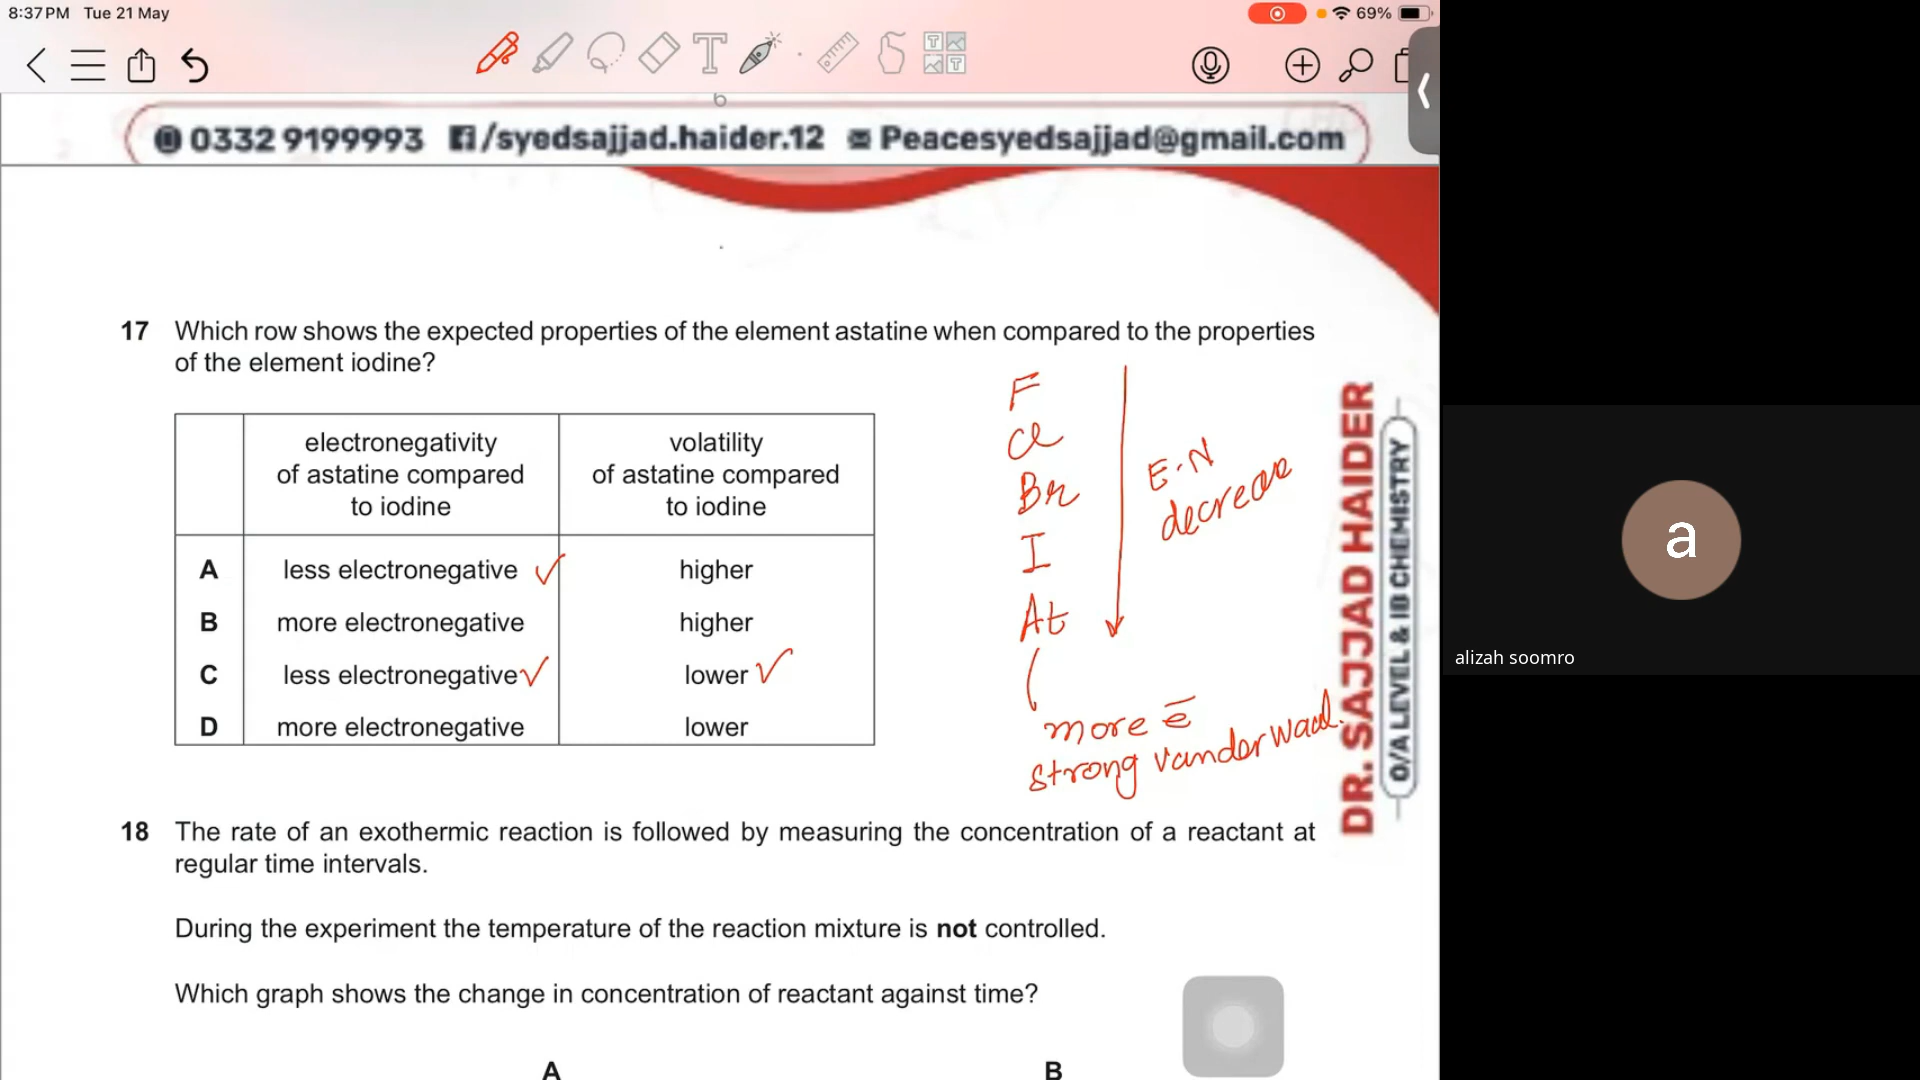 8:37 PM Tue 21 May
69%
6
0332 9199993 /syedsajjad.haider.12 Peacesyedsajjad@gmail.com
17 Which row shows the expected properties of the element astatine when compared to the properties
of the element iodine?
electronegativity
of astatine compared
to iodine
volatility
of astatine compared
to iodine
A less electronegative ✓ higher
B more electronegative higher
C less electronegative ✓ lower ✓
D more electronegative lower
F
Cl
Br
I
At
E.N
decrease
more e̅
strong vanderwaal.
DR. SAJJAD HAIDER
O/A LEVEL & IB CHEMISTRY
18 The rate of an exothermic reaction is followed by measuring the concentration of a reactant at
regular time intervals.
During the experiment the temperature of the reaction mixture is not controlled.
Which graph shows the change in concentration of reactant against time?
A B
a
alizah soomro